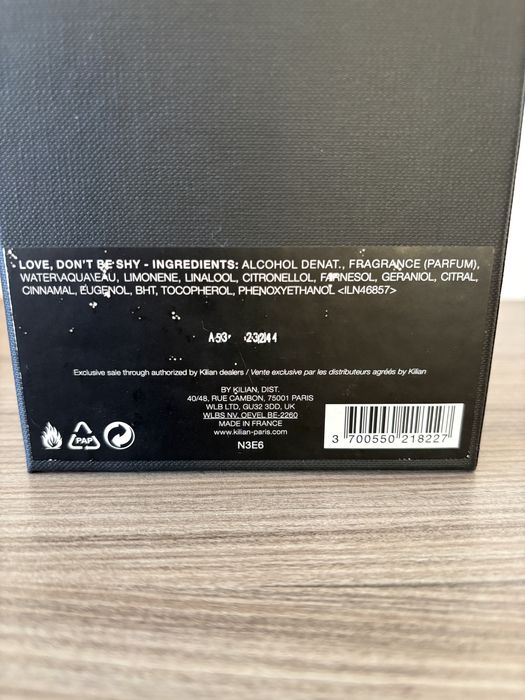 LOVE, DON'T BE SHY - INGREDIENTS: ALCOHOL DENAT., FRAGRANCE (PARFUM),
WATER\AQUA\EAU, LIMONENE, LINALOOL, CITRONELLOL, FARNESOL, GERANIOL, CITRAL,
CINNAMAL, EUGENOL, BHT, TOCOPHEROL, PHENOXYETHANOL <ILN46857>
Exclusive sale through authorized by Kilian dealers / Vente exclusive par les distributeurs agréés by Kilian
BY KILIAN, DIST.
40/48, RUE CAMBON, 75001 PARIS
WLB LTD, GU32 3DD, UK
WLBS NV, OEVEL BE-2260
MADE IN FRANCE
www.kilian-paris.com
N3E6
PAP
3 700550 218227